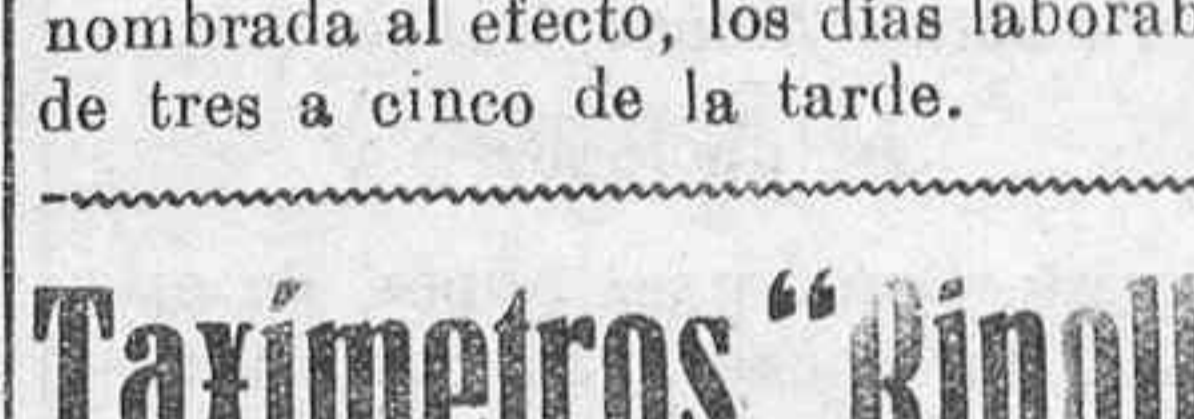 nombrada al efecto, los días laborab
de tres a cinco de la tarde.
Taxímetros "